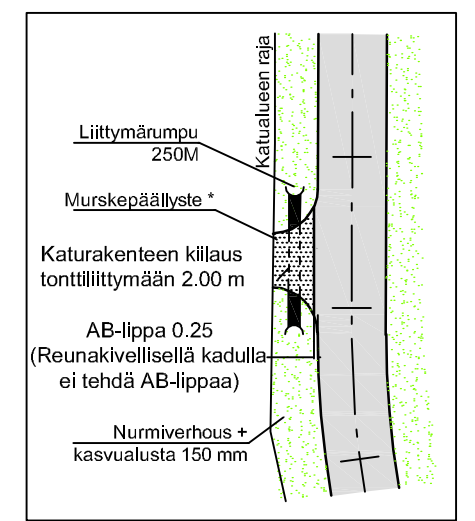 Katualueen raja
Liittymärumpu
250M
Murskepäällyste *
Katurakenteen kiilaus
tonttiliittymään 2.00 m
AB-lippa 0.25
(Reunakivellisellä kadulla
ei tehdä AB-lippaa)
Nurmiverhous +
kasvualusta 150 mm